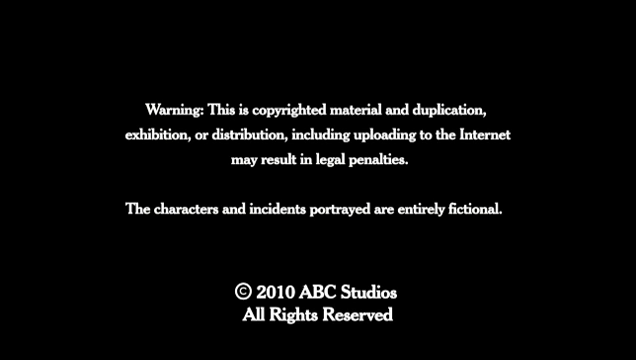 Warning: This is copyrighted material and duplication,
exhibition, or distribution, including uploading to the Internet
may result in legal penalties.
The characters and incidents portrayed are entirely fictional.
© 2010 ABC Studios
All Rights Reserved